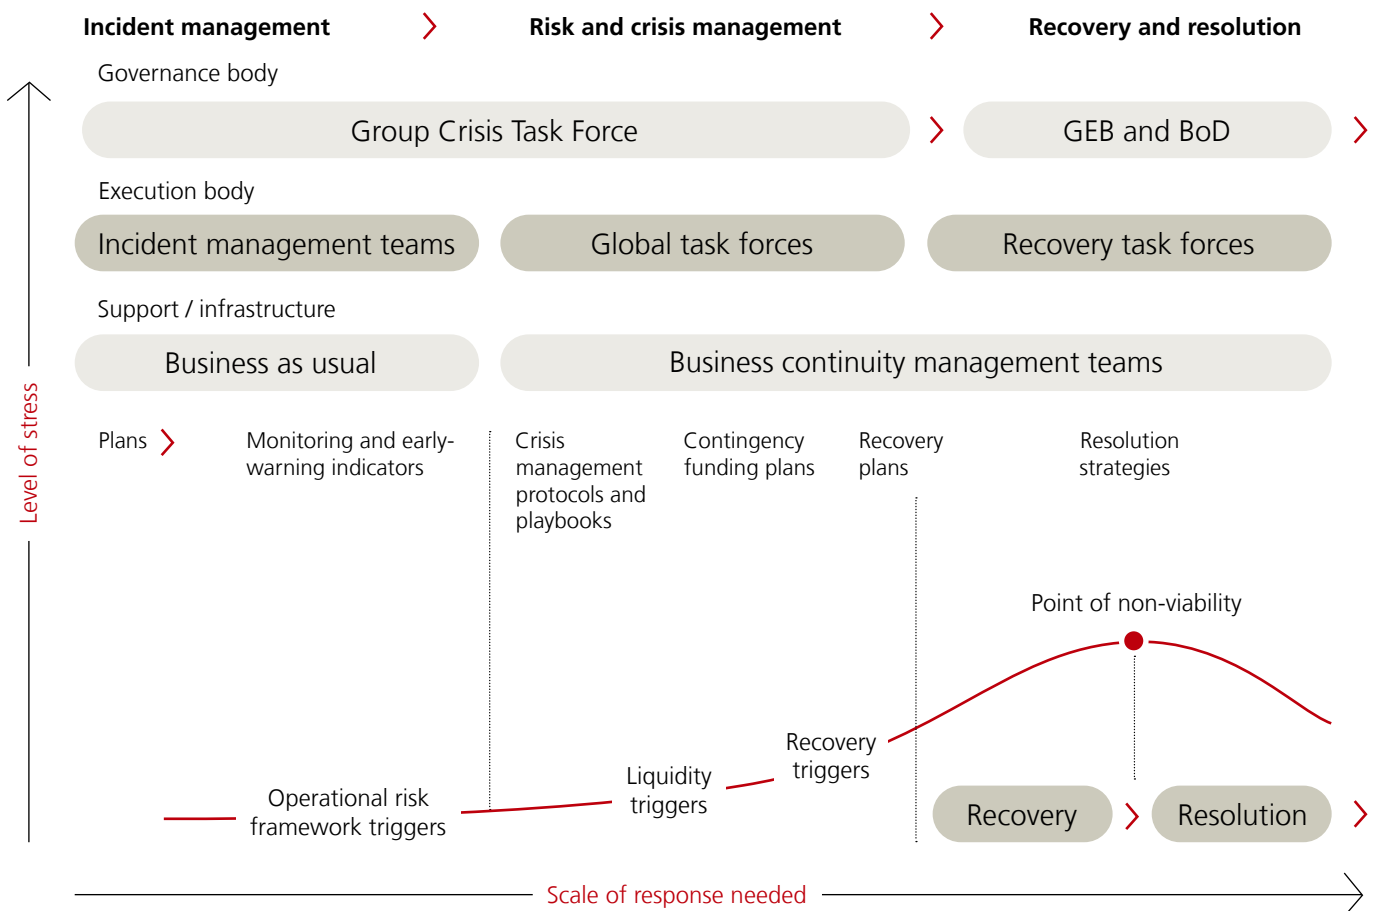 Incident management
Risk and crisis management
Recovery and resolution
Governance body
Group Crisis Task Force
GEB and BoD
Execution body
Incident management teams
Global task forces
Recovery task forces
Support / infrastructure
Business as usual
Business continuity management teams
Level of stress
Plans
Monitoring and early-
warning indicators
Crisis
management
protocols and
playbooks
Contingency
funding plans
Recovery
plans
Resolution
strategies
Point of non-viability
Operational risk
framework triggers
Liquidity
triggers
Recovery
triggers
Recovery
Resolution
Scale of response needed